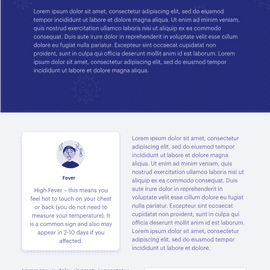 Lorem ipsum dolor sit amet, consectetur adipiscing elit, sed do eiusmod
tempor incididunt ut labore et dolore magna aliqua. Ut enim ad minim veniam,
quis nostrud exercitation ullamco laboris nisi ut aliquip ex ea commodo
consequat. Duis aute irure dolor in reprehenderit in voluptate velit esse cillum
dolore eu fugiat nulla pariatur. Excepteur sint occaecat cupidatat non
proident, sunt in culpa qui officia deserunt mollit anim id est laborum. Lorem
ipsum dolor sit amet, consectetur adipiscing elit, sed do eiusmod tempor
incididunt ut labore et dolore magna aliqua.
Fever
High Fever – this means you
feel hot to touch on your chest
or back (you do not need to
measure your temperature). It
is a common sign and also may
appear in 2-10 days if you
affected.
Lorem ipsum dolor sit amet, consectetur
adipiscing elit, sed do eiusmod tempor
incididunt ut labore et dolore magna
aliqua. Ut enim ad minim veniam, quis
nostrud exercitation ullamco laboris nisi ut
aliquip ex ea commodo consequat. Duis
aute irure dolor in reprehenderit in
voluptate velit esse cillum dolore eu fugiat
nulla pariatur. Excepteur sint occaecat
cupidatat non proident, sunt in culpa qui
officia deserunt mollit anim id est laborum.
Lorem ipsum dolor sit amet, consectetur
adipiscing elit, sed do eiusmod tempor
incididunt ut labore et dolore.